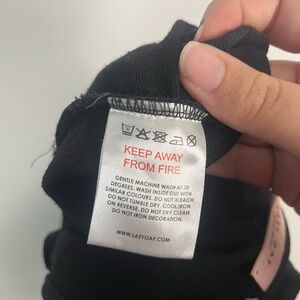 KEEP AWAY
FROM FIRE
GENTLE MACHINE WASH AT 30
DEGREES. WASH INSIDE OUT WITH
SIMILAR COLOURS. DO NOT BLEACH.
DO NOT TUMBLE DRY. COOL IRON
ON REVERSE. DO NOT DRY CLEAN
DO NOT IRON DECORATION.
WWW.LAZYOAF.COM